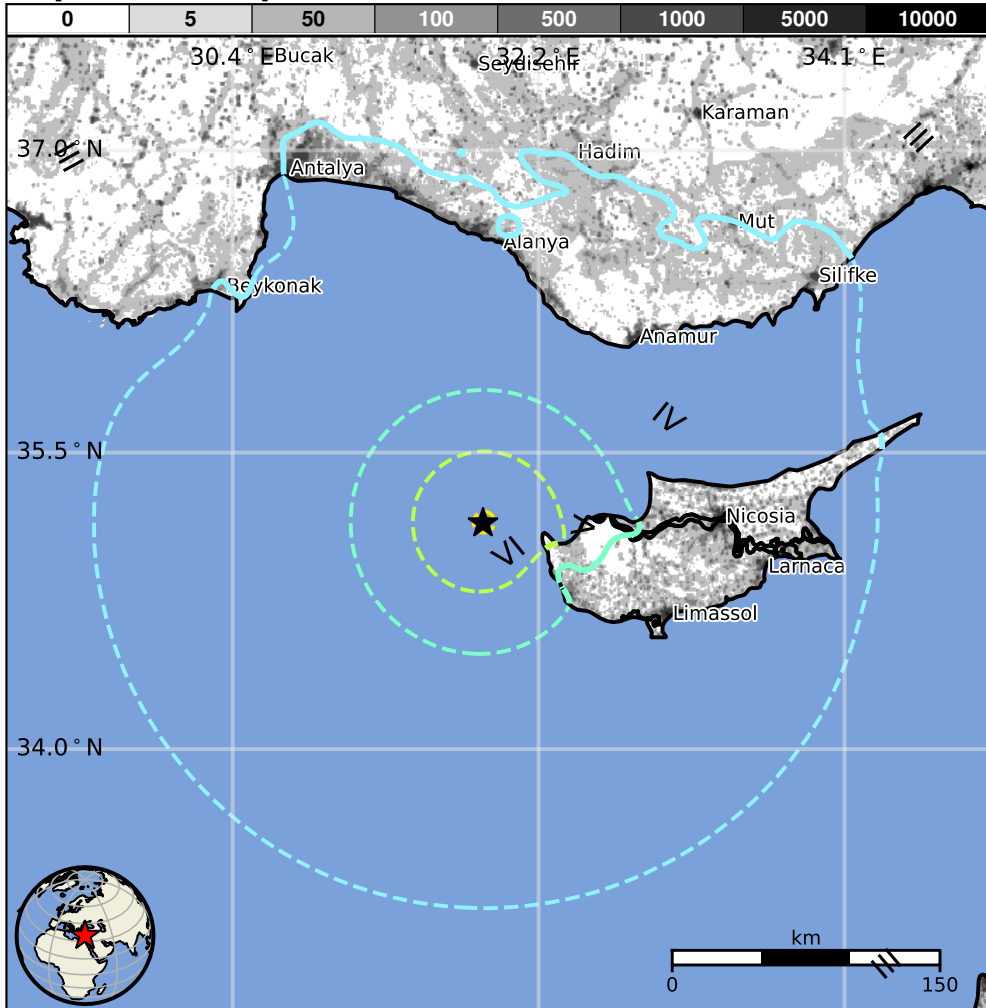 0 5 50 100 500 1000 5000 10000
30.4°E Bucak Seydisehir 32.2°E 34.1°E
Karaman
III 37.0°N Hadim III
Antalya
Mut
Alanya
Silifke
Beykonak
Anamur
IV
35.5°N
Nicosia
V
VI
Larnaca
Limassol
34.0°N
km
III
0 150